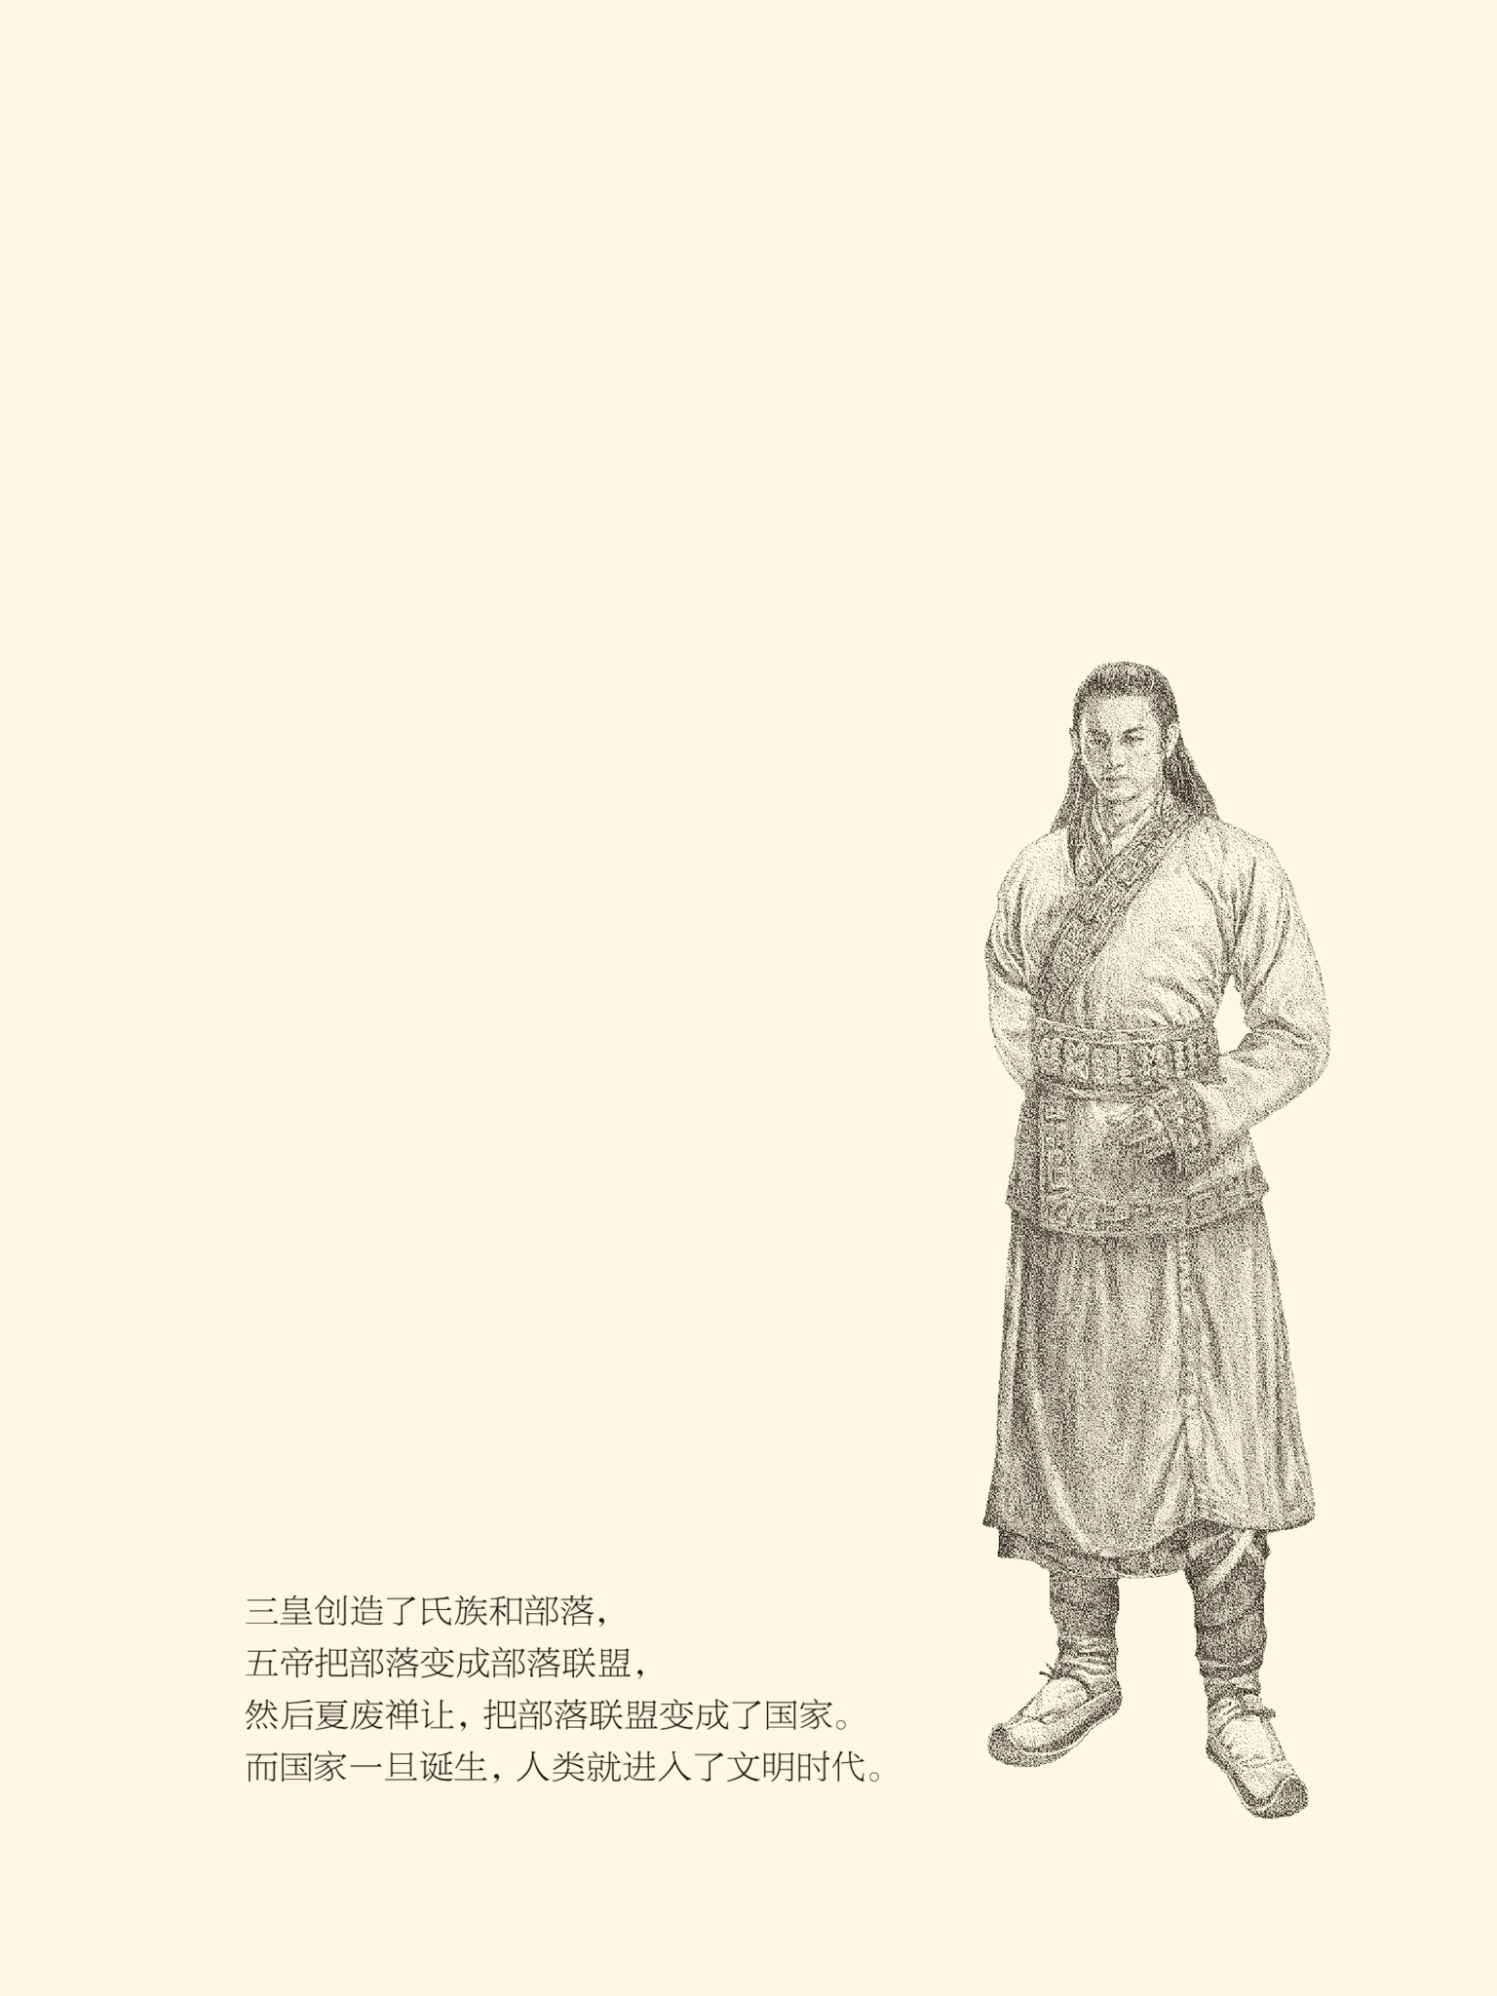 三皇创造了氏族和部落，
五帝把部落变成部落联盟，
然后夏废禅让，把部落联盟变成了国家。
而国家一旦诞生，人类就进入了文明时代。